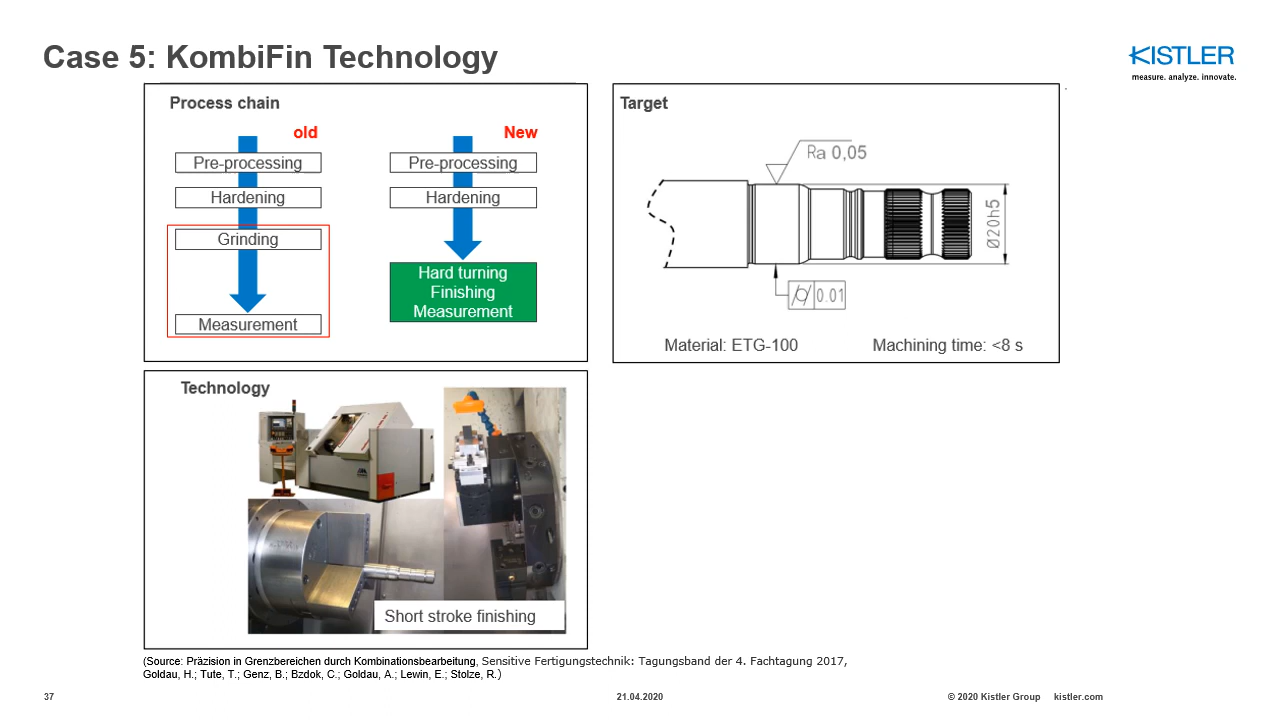 Case 5: KombiFin Technology
KISTLER
measure. analyze. innovate.
Process chain
old
New
Pre-processing
Hardening
Grinding
Measurement
Pre-processing
Hardening
Hard turning
Finishing
Measurement
Target
Ra 0,05
Ø20h5
0.01
Material: ETG-100
Machining time: <8 s
Technology
Short stroke finishing
(Source: Präzision in Grenzbereichen durch Kombinationsbearbeitung, Sensitive Fertigungstechnik: Tagungsband der 4. Fachtagung 2017,
Goldau, H.; Tute, T.; Genz, B.; Bzdok, C.; Goldau, A.; Lewin, E.; Stolze, R.)
37
21.04.2020
© 2020 Kistler Group kistler.com